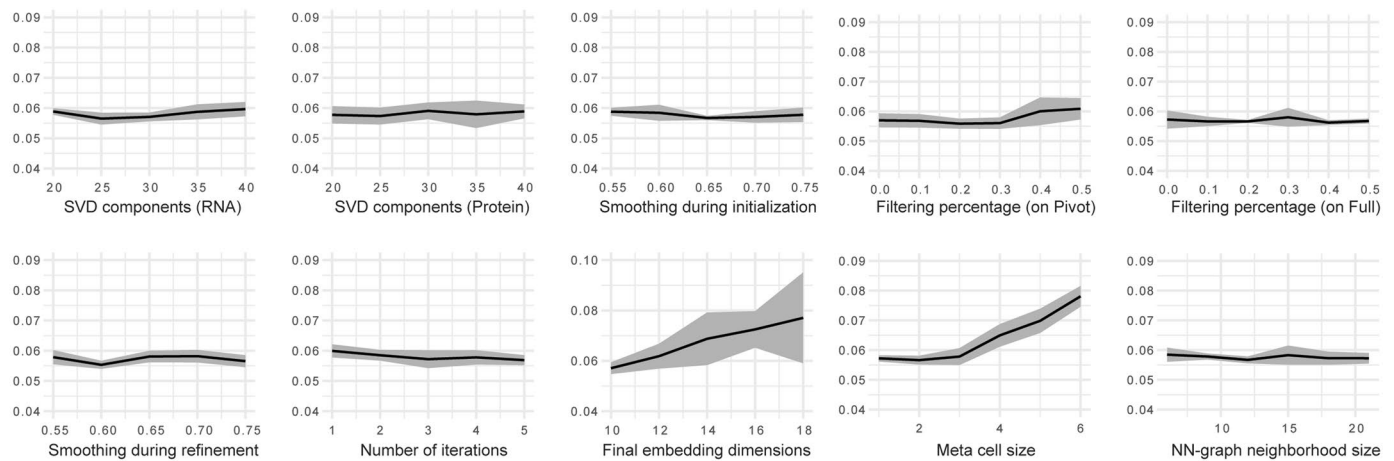 0.09
0.08
0.07
0.06
0.05
0.04
20 25 30 35 40
SVD components (RNA)
0.09
0.08
0.07
0.06
0.05
0.04
20 25 30 35 40
SVD components (Protein)
0.09
0.08
0.07
0.06
0.05
0.04
0.55 0.60 0.65 0.70 0.75
Smoothing during initialization
0.09
0.08
0.07
0.06
0.05
0.04
0.0 0.1 0.2 0.3 0.4 0.5
Filtering percentage (on Pivot)
0.09
0.08
0.07
0.06
0.05
0.04
0.0 0.1 0.2 0.3 0.4 0.5
Filtering percentage (on Full)
0.09
0.08
0.07
0.06
0.05
0.04
0.55 0.60 0.65 0.70 0.75
Smoothing during refinement
0.09
0.08
0.07
0.06
0.05
0.04
1 2 3 4 5
Number of iterations
0.10
0.08
0.06
0.04
10 12 14 16 18
Final embedding dimensions
0.09
0.08
0.07
0.06
0.05
0.04
2 4 6
Meta cell size
0.09
0.08
0.07
0.06
0.05
0.04
10 15 20
NN-graph neighborhood size